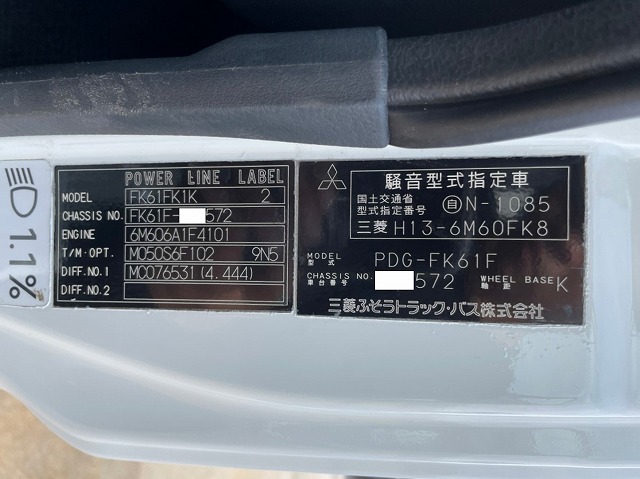 1.1%
POWER LINE LABEL
MODEL FK61FK1K 2
CHASSIS NO. FK61F- 572
ENGINE 6M606A1F4101
T/M·OPT. M050S6F102 9N5
DIFF.NO.1 MC076531(4.444)
DIFF.NO.2
騒音型式指定車
国土交通省
型式指定番号 自 N-1085
三菱 H13-6M60FK8
MODEL
型式 PDG-FK61F
CHASSIS NO.
車台番号 572 WHEEL BASE
軸距 K
三菱ふそうトラック・バス株式会社